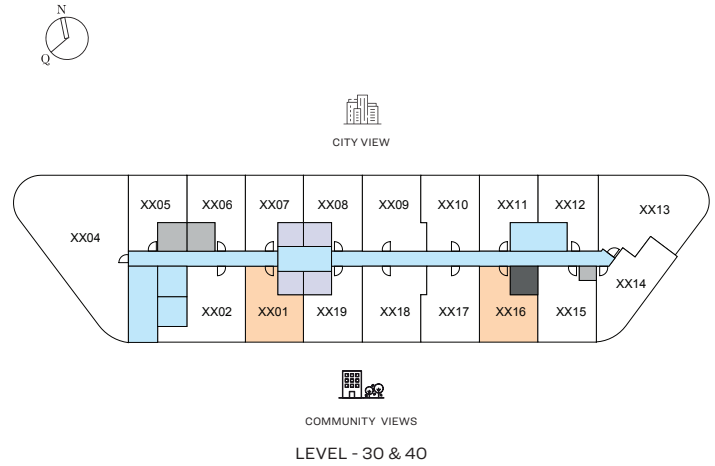 N
Q
CITY VIEW
XX05 XX06 XX07 XX08 XX09 XX10 XX11 XX12
XX13
XX04
XX14
XX02 XX01 XX19 XX18 XX17 XX16 XX15
COMMUNITY VIEWS
LEVEL - 30 & 40